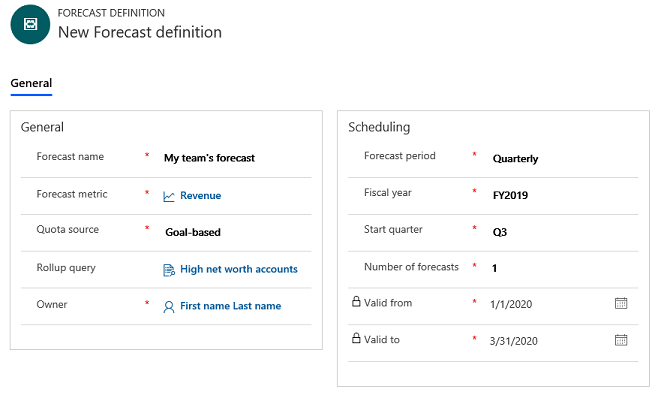 FORECAST DEFINITION
New Forecast definition
General
General
Forecast name * My team's forecast
Forecast metric * Revenue
Quota source * Goal-based
Rollup query High net worth accounts
Owner * First name Last name
Scheduling
Forecast period * Quarterly
Fiscal year * FY2019
Start quarter * Q3
Number of forecasts * 1
Valid from * 1/1/2020
Valid to * 3/31/2020